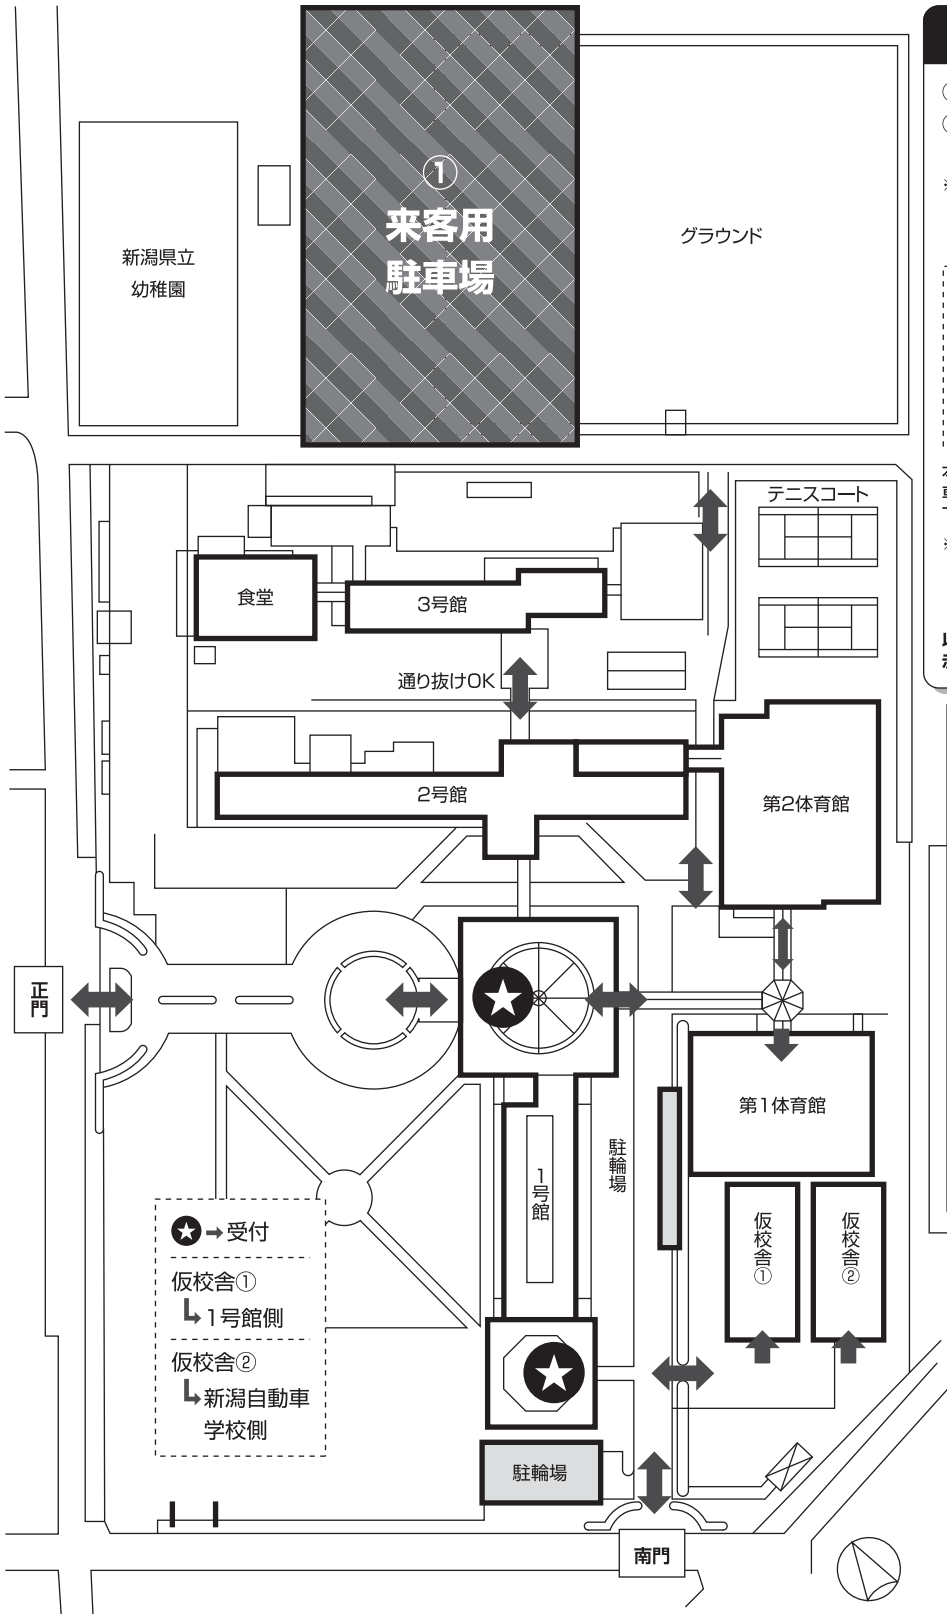 ①
来客用
駐車場
グラウンド
新潟県立
幼稚園
テニスコート
食堂
3号館
通り抜けOK
2号館
第2体育館
正門
第1体育館
駐輪場
1号館
仮校舎①
仮校舎②
→受付
仮校舎①
1号館側
仮校舎②
新潟自動車
学校側
駐輪場
南門